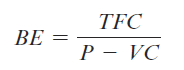 BE = TFC / P − VC